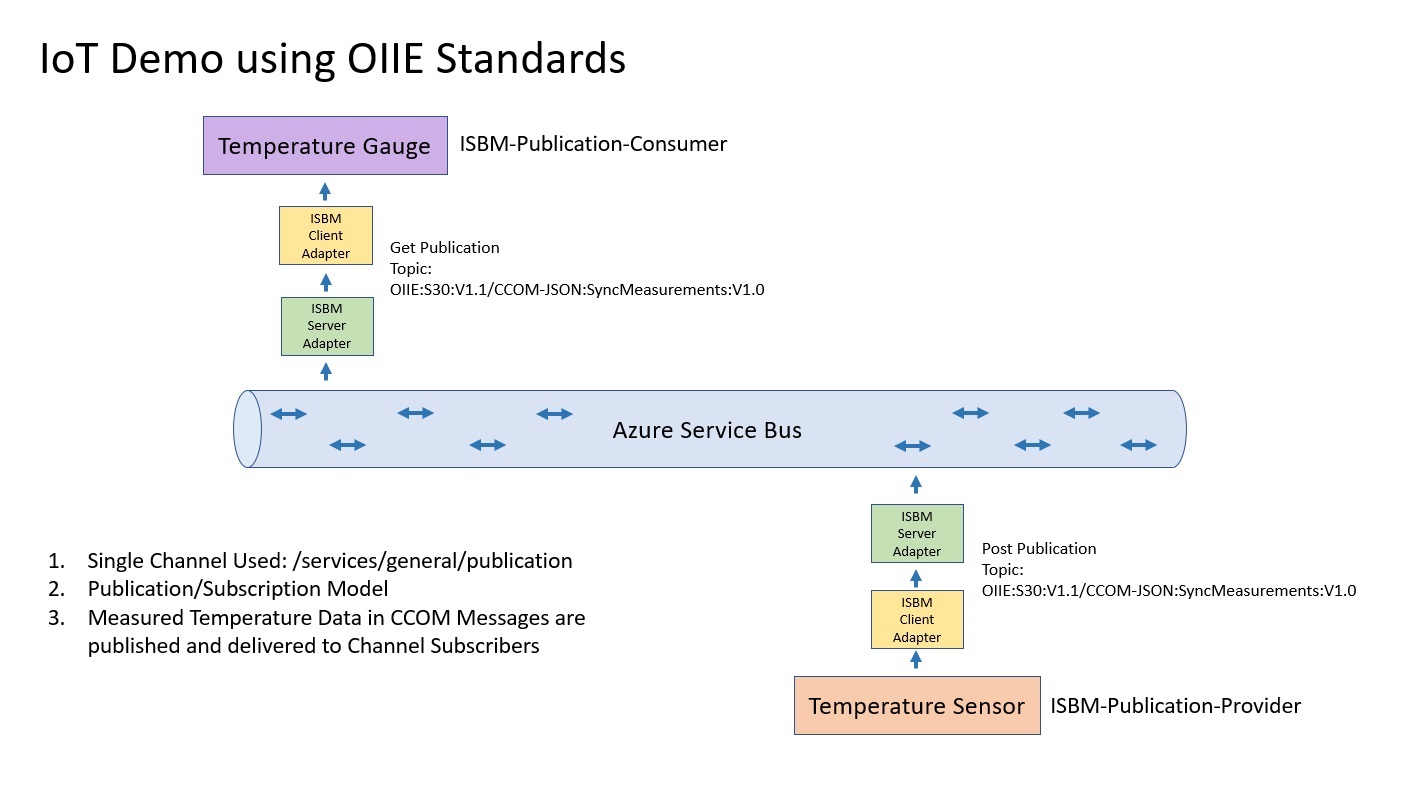 IoT Demo using OIIE Standards
Temperature Gauge
ISBM-Publication-Consumer
ISBM
Client
Adapter
Get Publication
Topic:
OIIE:S30:V1.1/CCOM-JSON:SyncMeasurements:V1.0
ISBM
Server
Adapter
Azure Service Bus
ISBM
Server
Adapter
Post Publication
Topic:
OIIE:S30:V1.1/CCOM-JSON:SyncMeasurements:V1.0
ISBM
Client
Adapter
Temperature Sensor
ISBM-Publication-Provider
1. Single Channel Used: /services/general/publication
2. Publication/Subscription Model
3. Measured Temperature Data in CCOM Messages are
published and delivered to Channel Subscribers